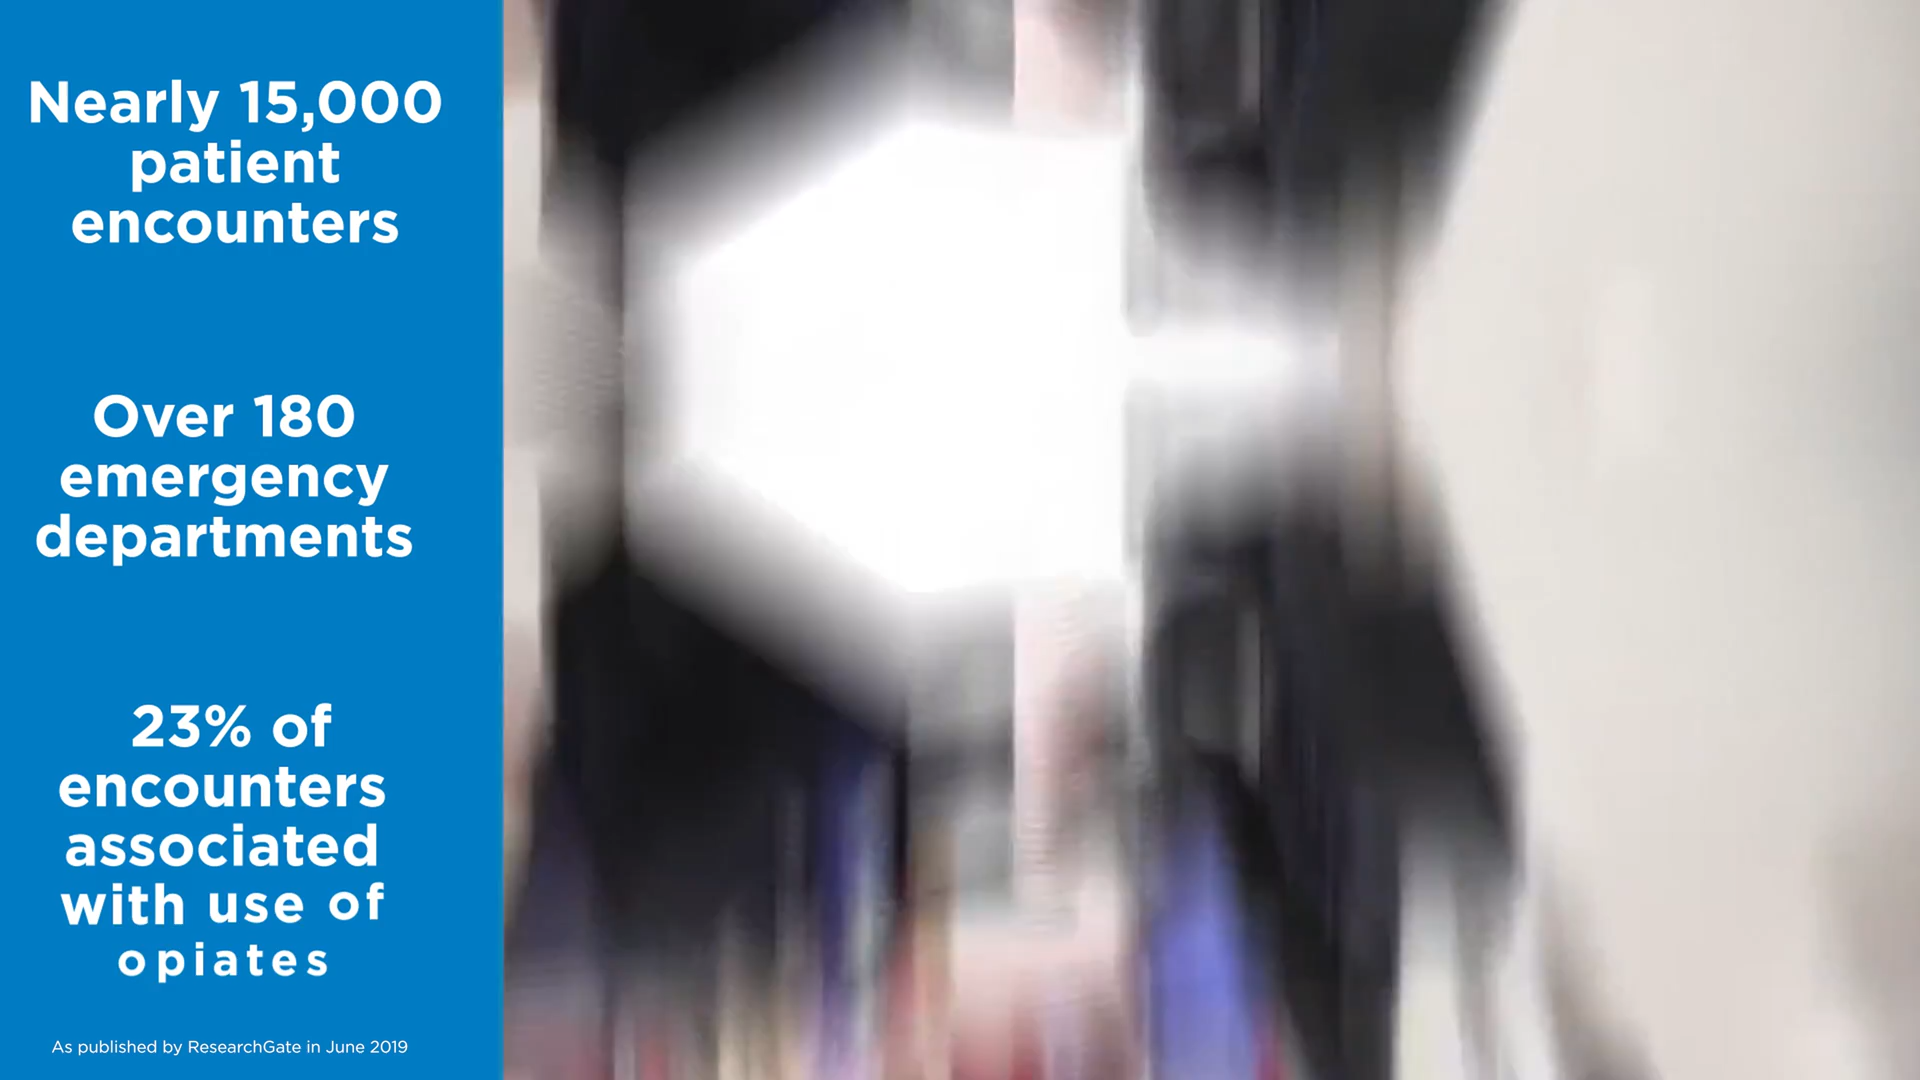 Nearly 15,000
patient
encounters
Over 180
emergency
departments
23% of
encounters
associated
with use of
opiates
As published by ResearchGate in June 2019